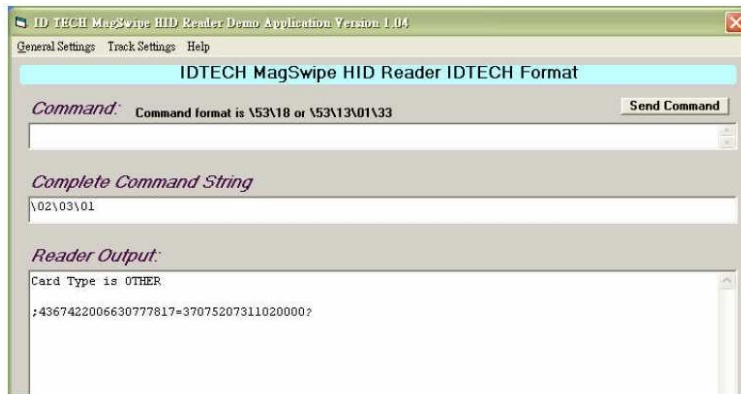 ID TECH MagSwipe HID Reader Demo Application Version 1.04
General Settings Track Settings Help
IDTECH MagSwipe HID Reader IDTECH Format
Command: Command format is \53\18 or \53\13\01\33 Send Command
Complete Command String
\02\03\01
Reader Output:
Card Type is OTHER
;4367422006630777817=37075207311020000?